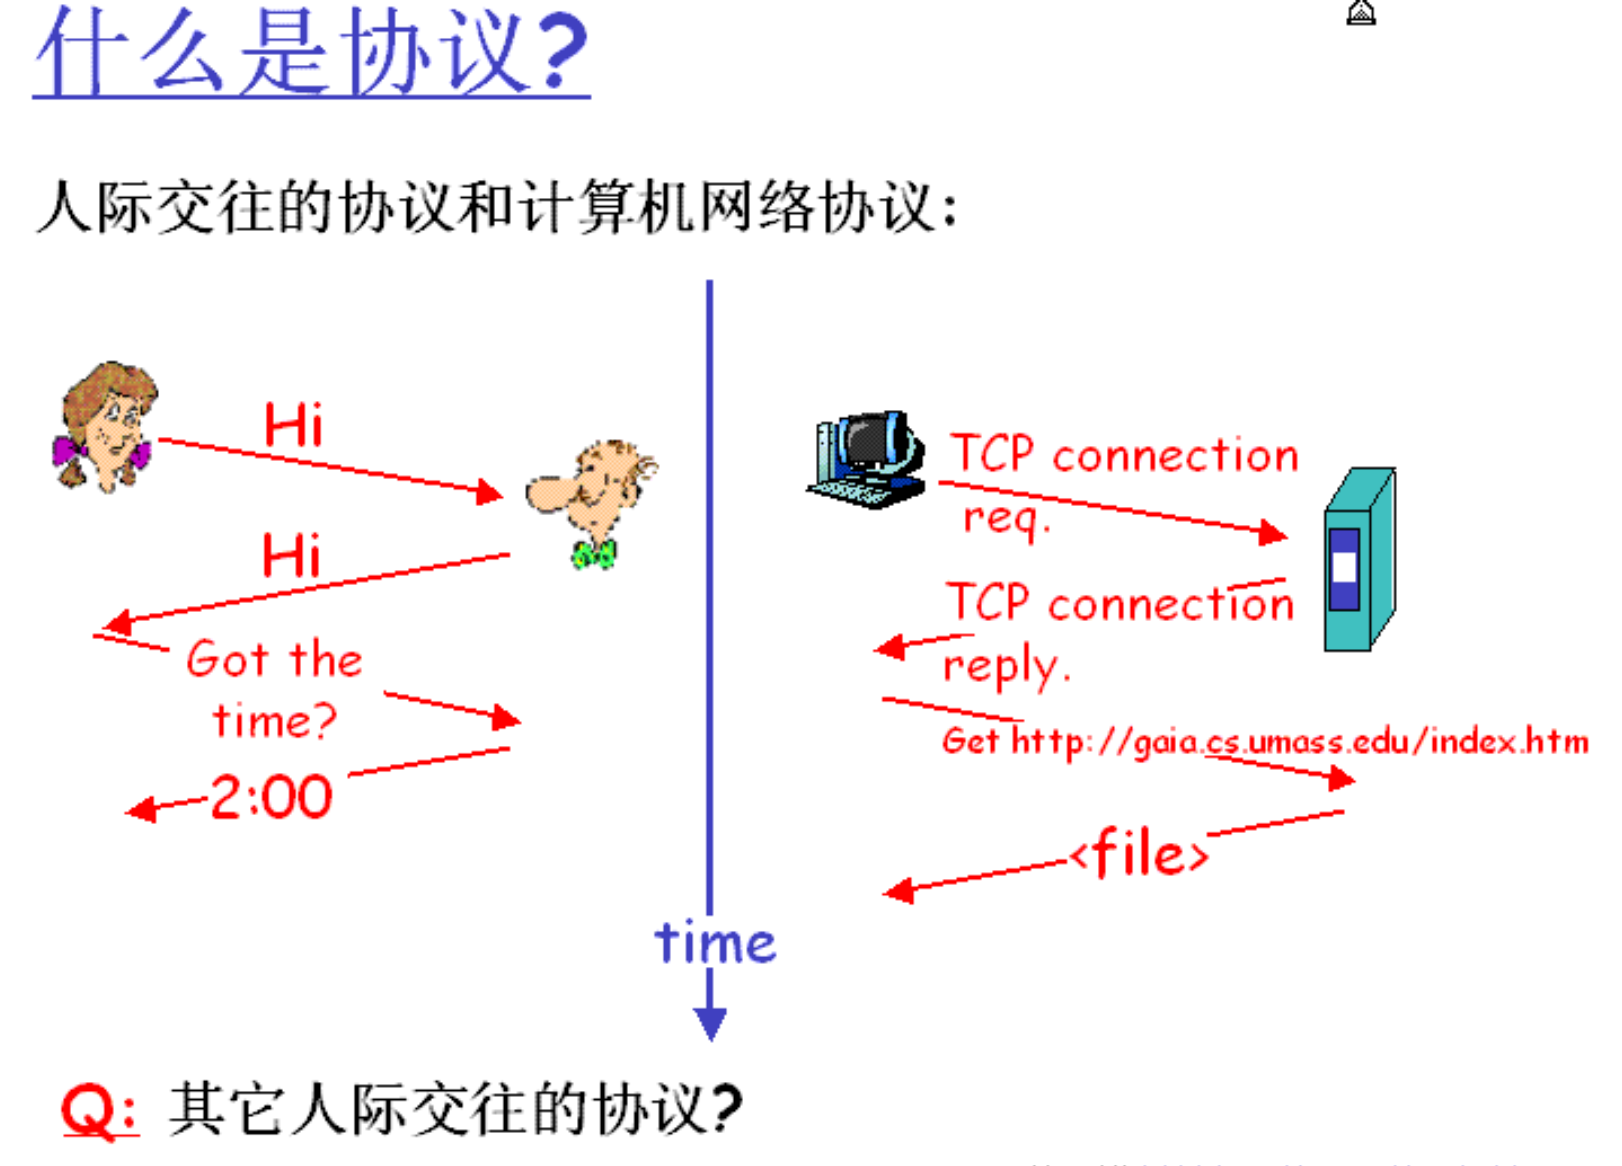 什么是协议?
人际交往的协议和计算机网络协议:
Hi
Hi
Got the
time?
2:00
TCP connection
req.
TCP connection
reply.
Get http://gaia.cs.umass.edu/index.htm
<file>
time
Q: 其它人际交往的协议?